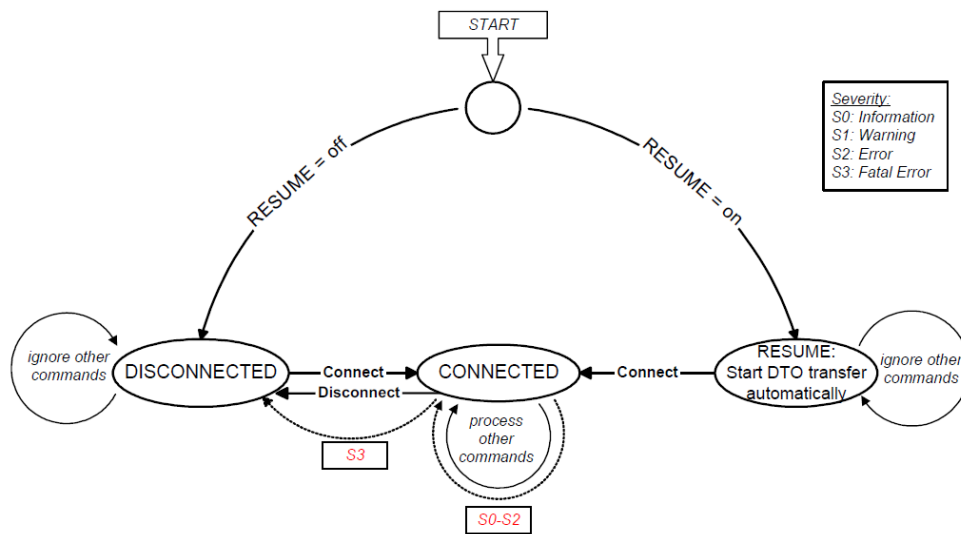 START
Severity:
S0: Information
S1: Warning
S2: Error
S3: Fatal Error
RESUME = off
RESUME = on
ignore other
commands
DISCONNECTED
Connect
Disconnect
CONNECTED
process
other
commands
Connect
RESUME:
Start DTO transfer
automatically
ignore other
commands
S3
S0-S2